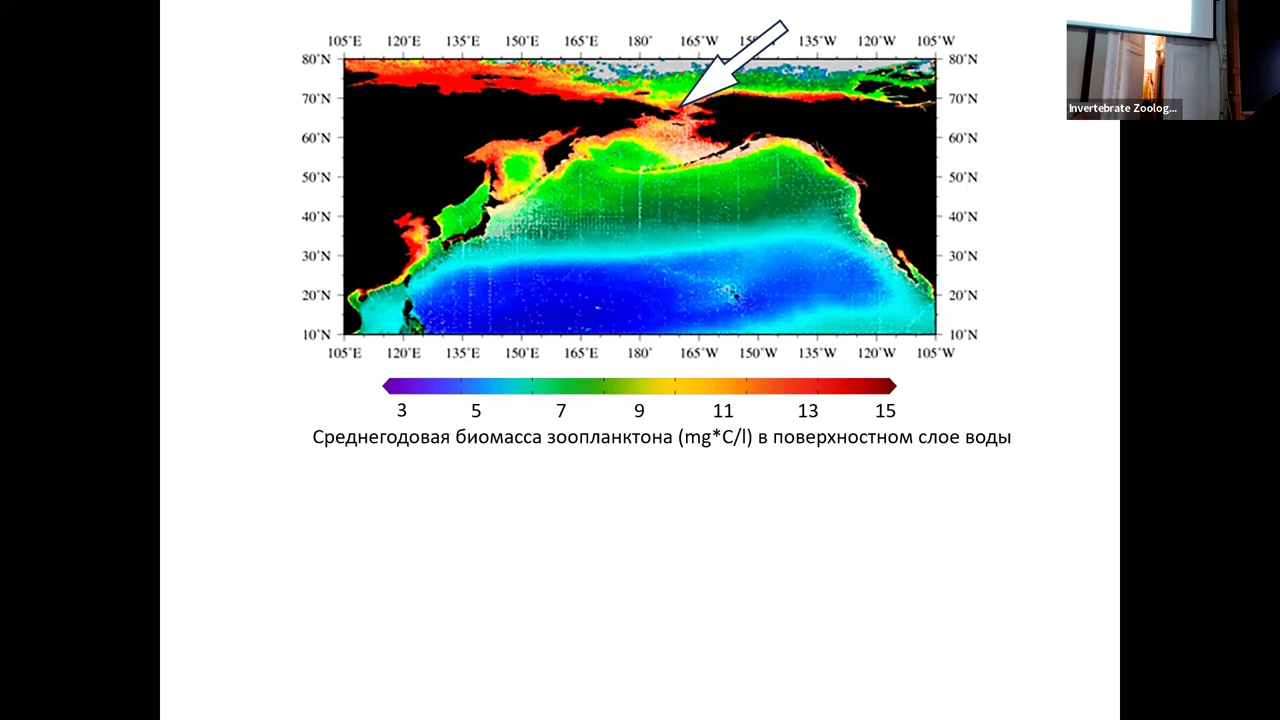 105°E 120°E 135°E 150°E 165°E 180° 165°W 135°W 120°W 105°W
80°N 80°N
70°N 70°N
60°N 60°N
50°N 50°N
40°N 40°N
30°N 30°N
20°N 20°N
10°N 10°N
105°E 120°E 135°E 150°E 165°E 180° 165°W 150°W 135°W 120°W 105°W
3 5 7 9 11 13 15
Среднегодовая биомасса зоопланктона (mg*C/l) в поверхностном слое воды
Invertebrate Zoolog...